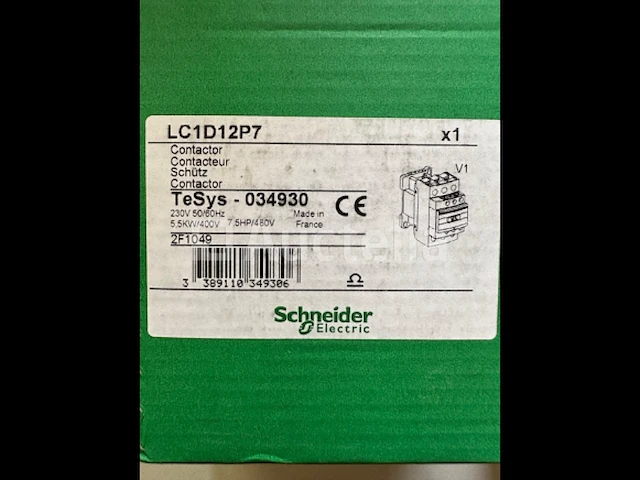 LC1D12P7 x1
Contactor
Contacteur
Schütz
Contactor
V1
TeSys - 034930
230V 50/60Hz Made in
5,5KW/400V 7,5HP/480V France
CE
2F1049
3 389110 349306
Schneider
Electric